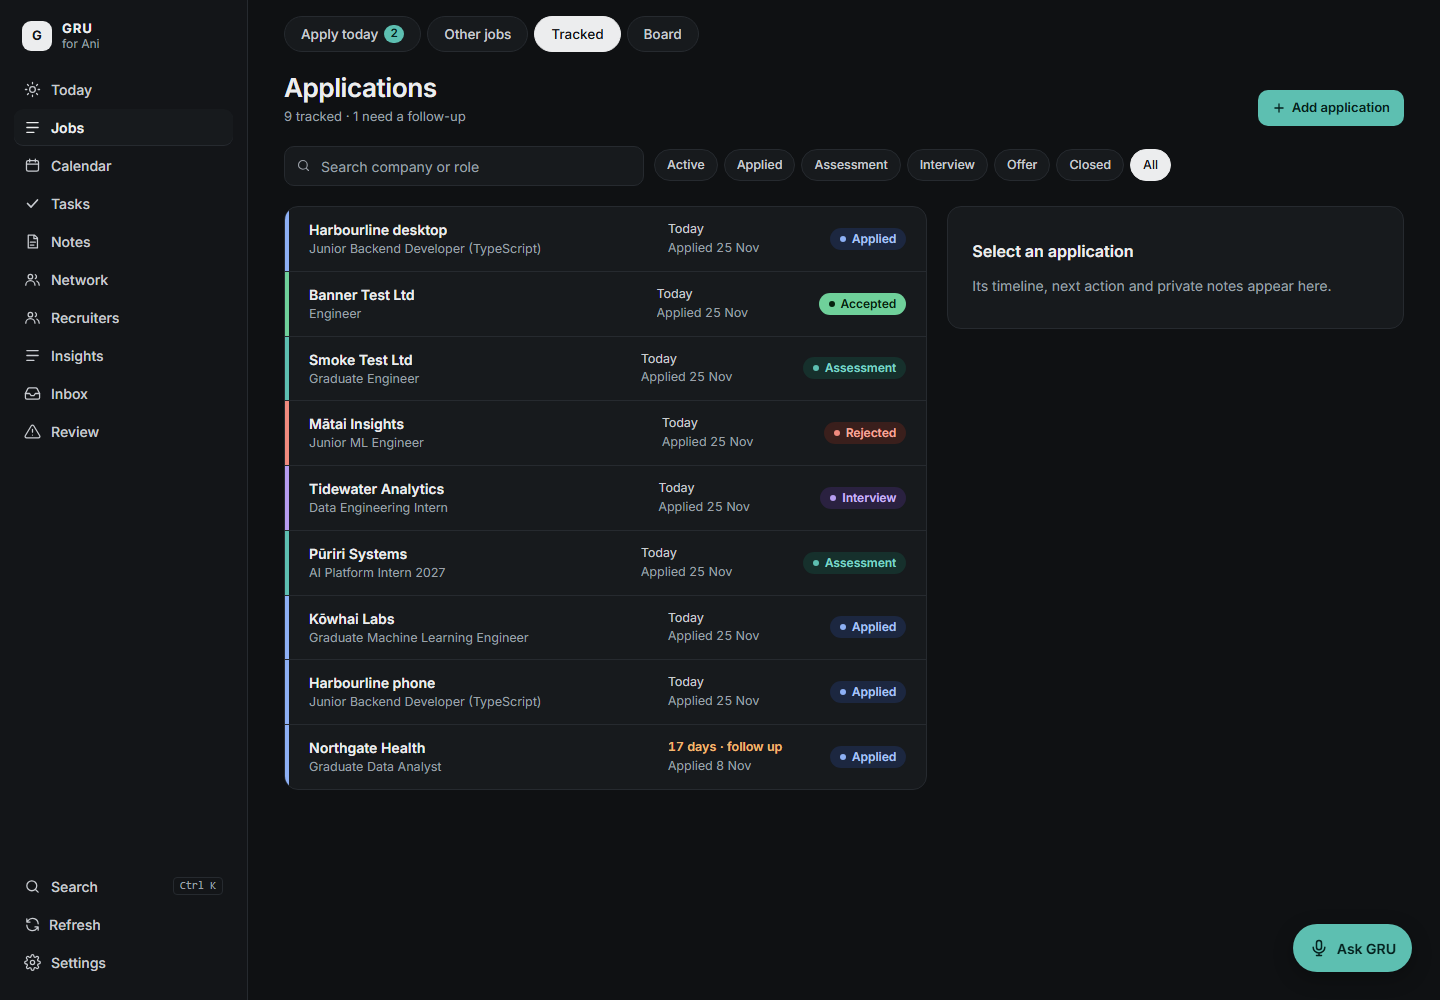 G
GRU
for Ani
Today
Jobs
Calendar
Tasks
Notes
Network
Recruiters
Insights
Inbox
Review
Search
Ctrl K
Refresh
Settings
Apply today 2
Other jobs
Tracked
Board
Applications
9 tracked · 1 need a follow-up
+ Add application
Search company or role
Active
Applied
Assessment
Interview
Offer
Closed
All
Harbourline desktop
Junior Backend Developer (TypeScript)
Today
Applied 25 Nov
Applied
Banner Test Ltd
Engineer
Today
Applied 25 Nov
Accepted
Smoke Test Ltd
Graduate Engineer
Today
Applied 25 Nov
Assessment
Mātai Insights
Junior ML Engineer
Today
Applied 25 Nov
Rejected
Tidewater Analytics
Data Engineering Intern
Today
Applied 25 Nov
Interview
Pūriri Systems
AI Platform Intern 2027
Today
Applied 25 Nov
Assessment
Kōwhai Labs
Graduate Machine Learning Engineer
Today
Applied 25 Nov
Applied
Harbourline phone
Junior Backend Developer (TypeScript)
Today
Applied 25 Nov
Applied
Northgate Health
Graduate Data Analyst
17 days · follow up
Applied 8 Nov
Applied
Select an application
Its timeline, next action and private notes appear here.
Ask GRU